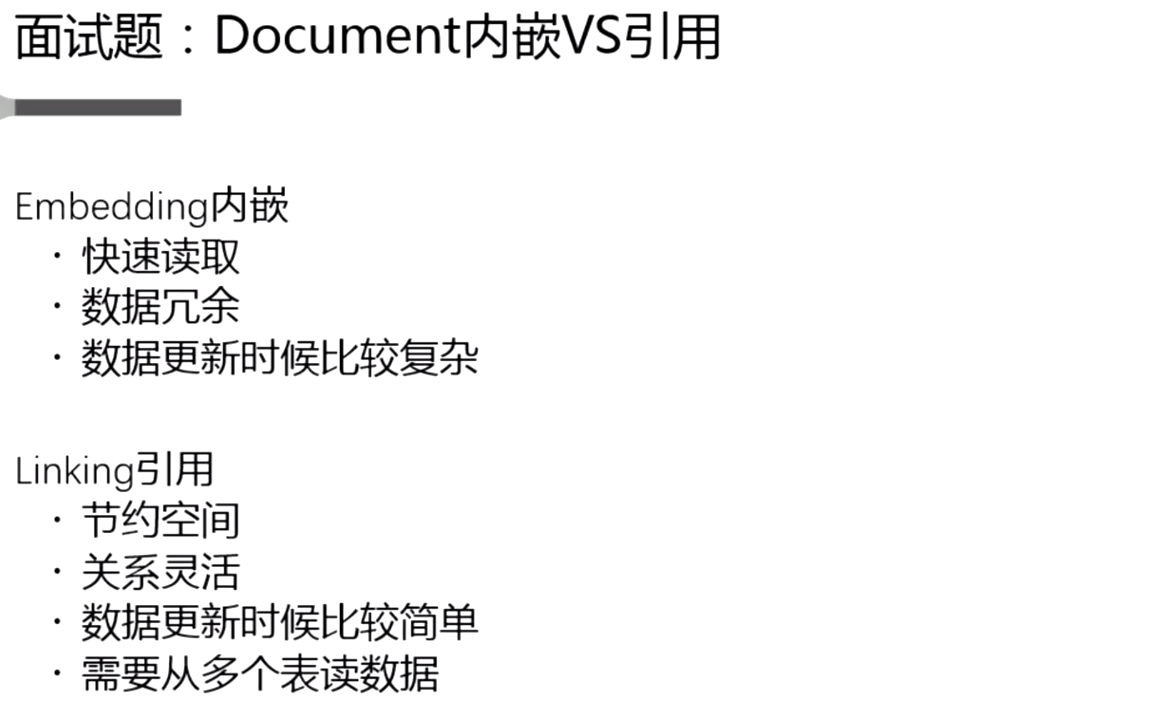 面试题：Document内嵌VS引用
Embedding内嵌
· 快速读取
· 数据冗余
· 数据更新时候比较复杂
Linking引用
· 节约空间
· 关系灵活
· 数据更新时候比较简单
· 需要从多个表读数据